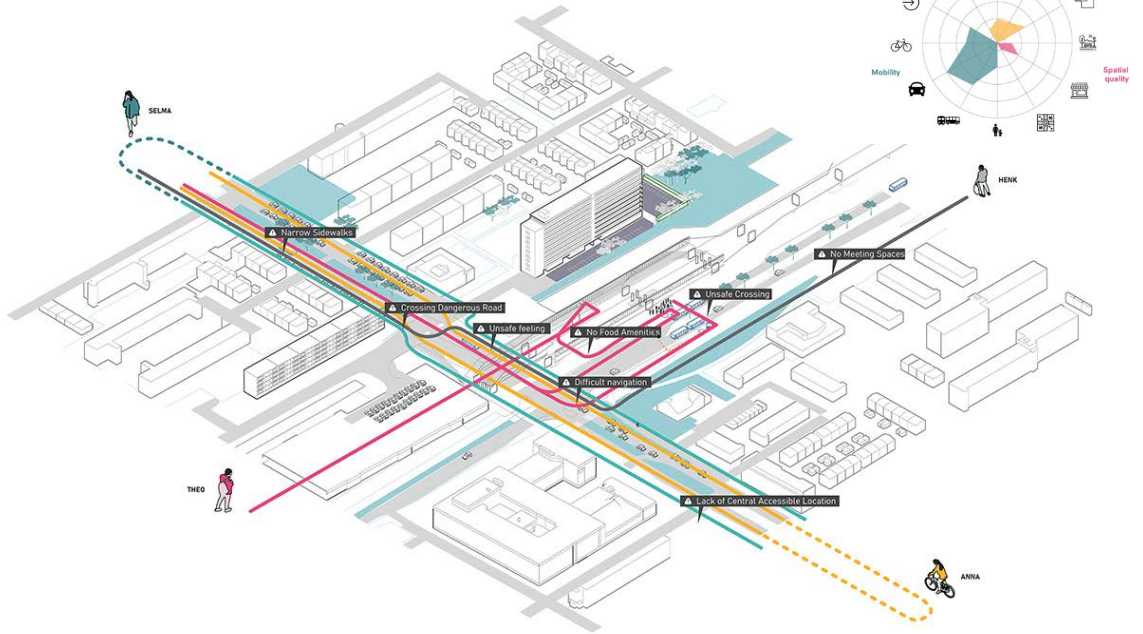 Mobility
Spatial
quality
SELMA
HENK
Narrow Sidewalks
No Meeting Spaces
Unsafe Crossing
Crossing Dangerous Road
Unsafe feeling
No Food Amenities
Difficult navigation
THEO
Lack of Central Accessible Location
ANNA